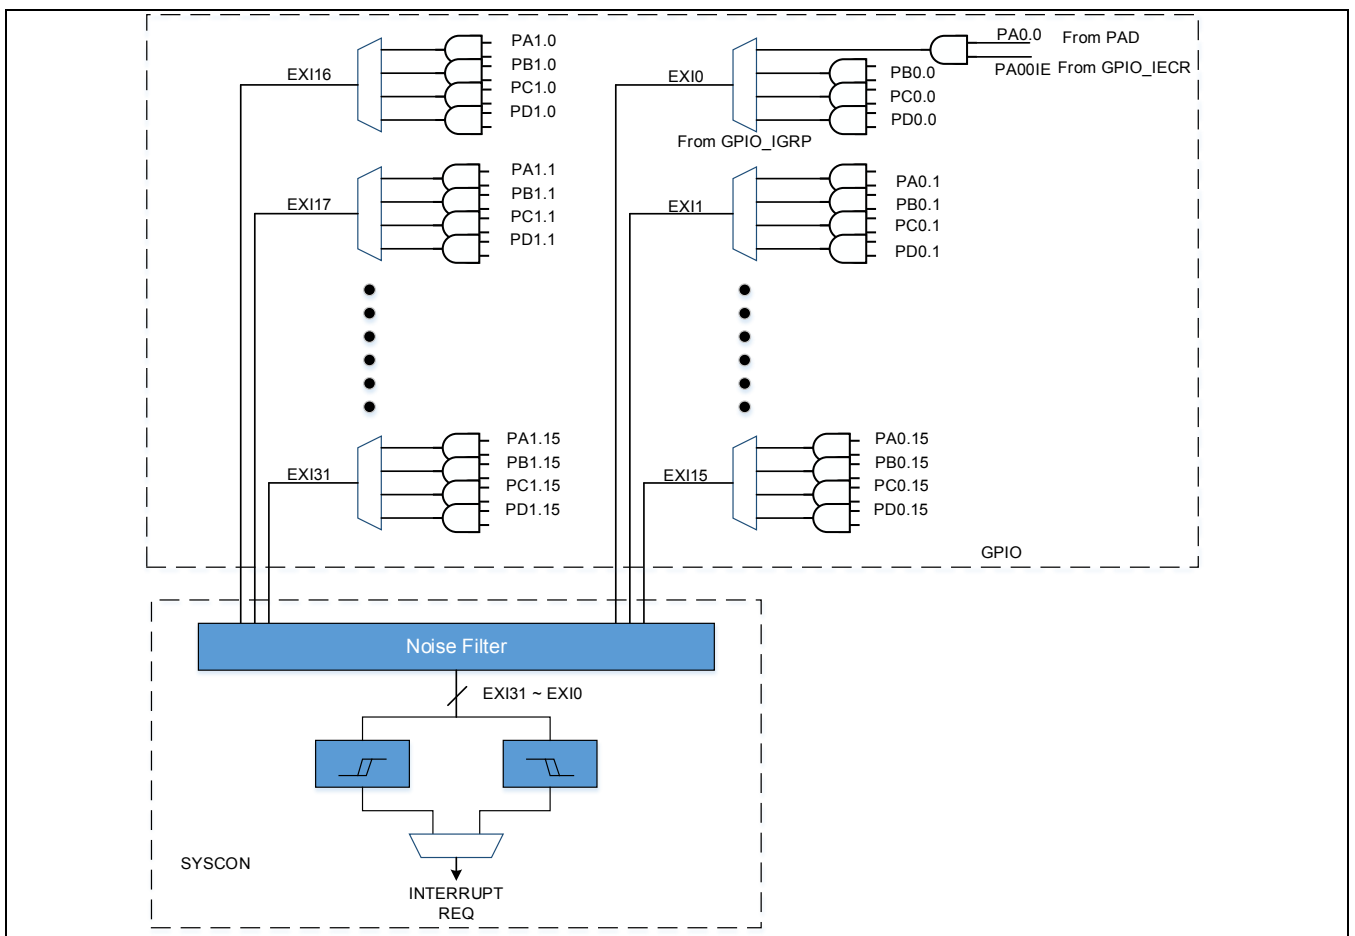 PA1.0
PB1.0
EXI16
PC1.0
PD1.0
PA0.0 From PAD
PA00IE From GPIO_IECR
EXI0
PB0.0
PC0.0
PD0.0
From GPIO_IGRP
PA1.1
PB1.1
EXI17
PC1.1
PD1.1
PA0.1
PB0.1
EXI1
PC0.1
PD0.1
PA1.15
PB1.15
EXI31
PC1.15
PD1.15
PA0.15
PB0.15
EXI15
PC0.15
PD0.15
GPIO
Noise Filter
EXI31 ~ EXI0
SYSCON
INTERRUPT
REQ